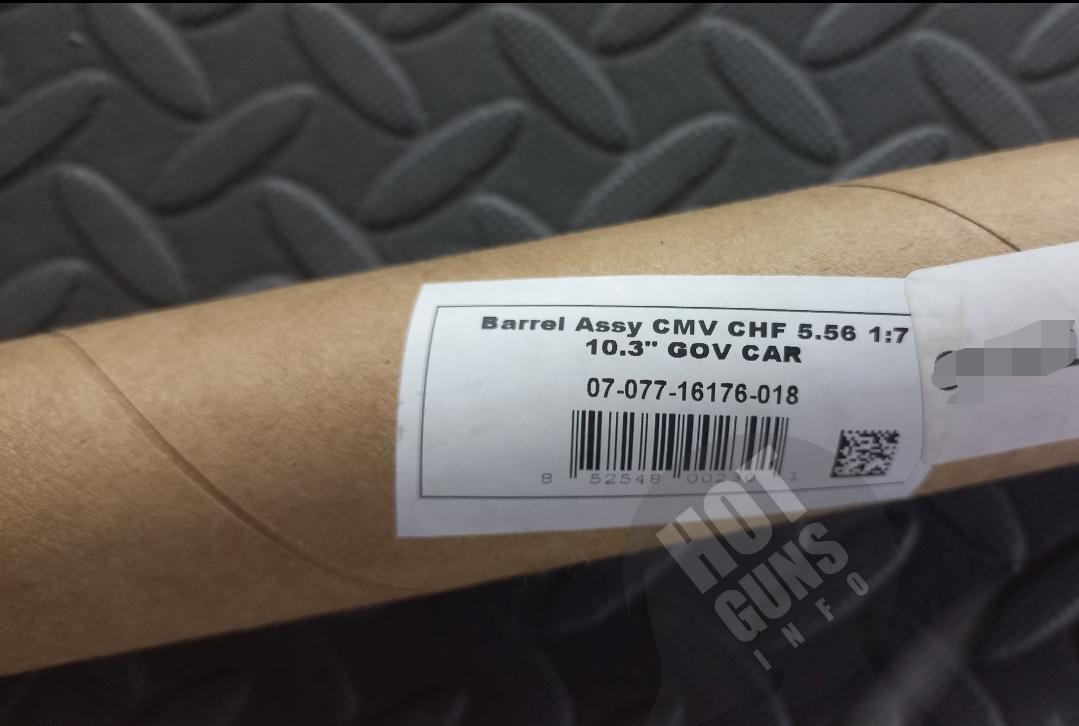 Barrel Assy CMV CHF 5.56 1:7
10.3" GOV CAR
07-077-16176-018
8 52548 1
HOT
GUNS
INFO